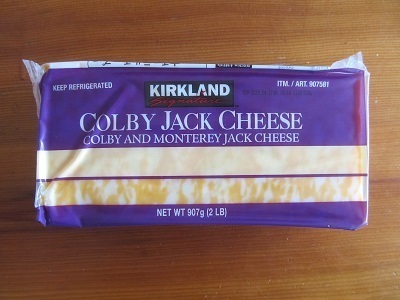 KEEP REFRIGERATED
ITM. / ART. 907581
KIRKLAND
Signature
COLBY JACK CHEESE
COLBY AND MONTEREY JACK CHEESE
NET WT 907g (2 LB)